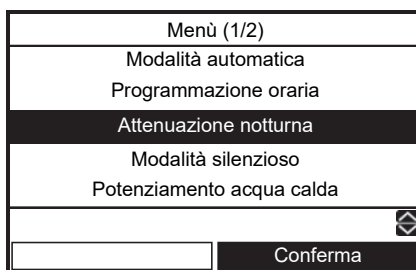 Menù (1/2)
Modalità automatica
Programmazione oraria
Attenuazione notturna
Modalità silenzioso
Potenziamento acqua calda
Conferma